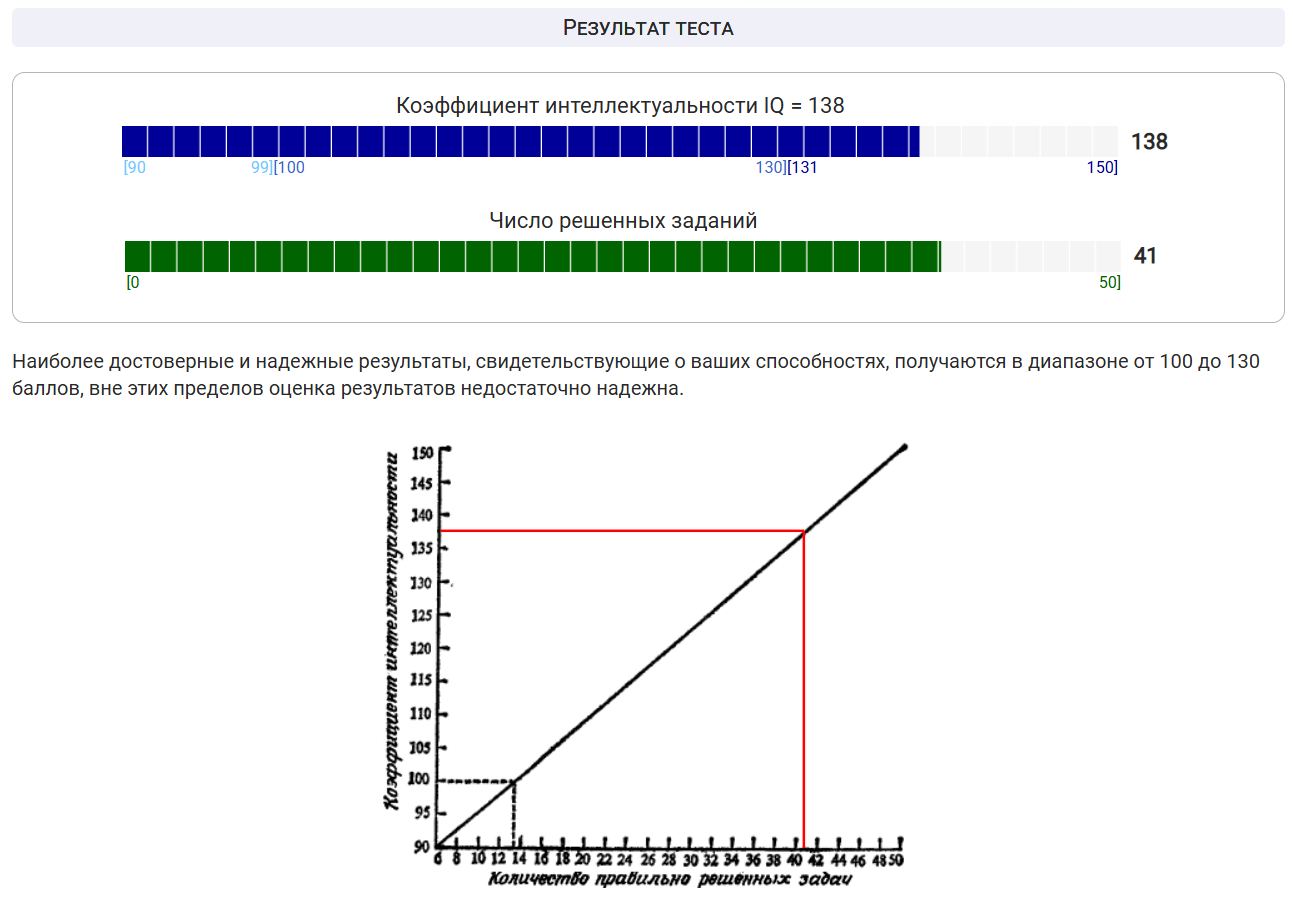 Результат теста
Коэффициент интеллектуальности IQ = 138
138
[90 99][100 130][131 150]
Число решенных заданий
41
[0 50]
Наиболее достоверные и надежные результаты, свидетельствующие о ваших способностях, получаются в диапазоне от 100 до 130
баллов, вне этих пределов оценка результатов недостаточно надежна.
Коэффициент интеллектуальности
150
145
140
135
130
125
120
115
110
105
100
95
90
6 8 10 12 14 16 18 20 22 24 26 28 30 32 34 36 38 40 42 44 46 48 50
Количество правильно решенных задач